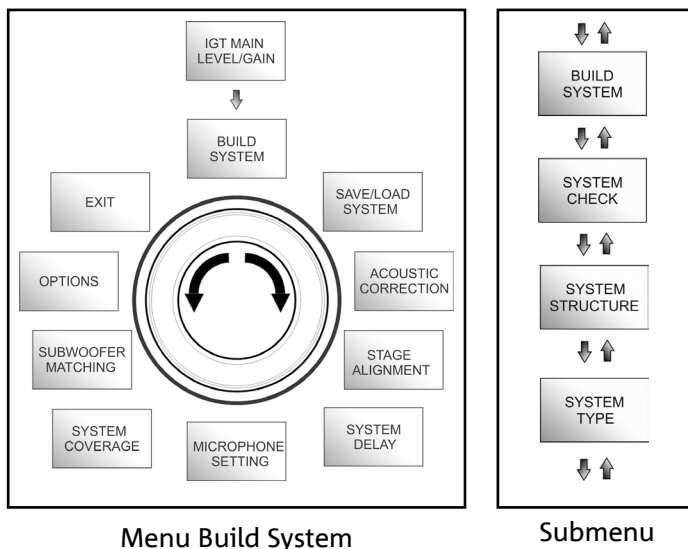 IGT MAIN
LEVEL/GAIN
BUILD
SYSTEM
SAVE/LOAD
SYSTEM
ACOUSTIC
CORRECTION
STAGE
ALIGNMENT
SYSTEM
DELAY
MICROPHONE
SETTING
SYSTEM
COVERAGE
SUBWOOFER
MATCHING
OPTIONS
EXIT
Menu Build System
BUILD
SYSTEM
SYSTEM
CHECK
SYSTEM
STRUCTURE
SYSTEM
TYPE
Submenu